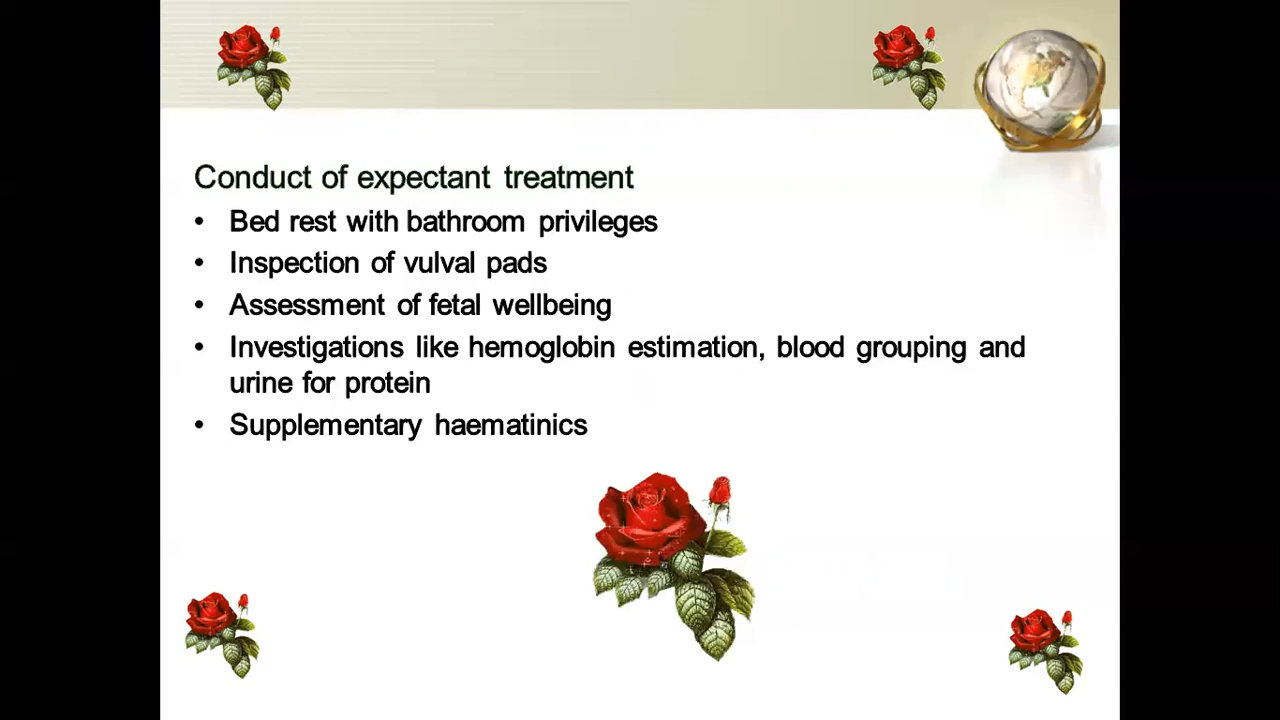 Conduct of expectant treatment
• Bed rest with bathroom privileges
• Inspection of vulval pads
• Assessment of fetal wellbeing
• Investigations like hemoglobin estimation, blood grouping and
urine for protein
• Supplementary haematinics